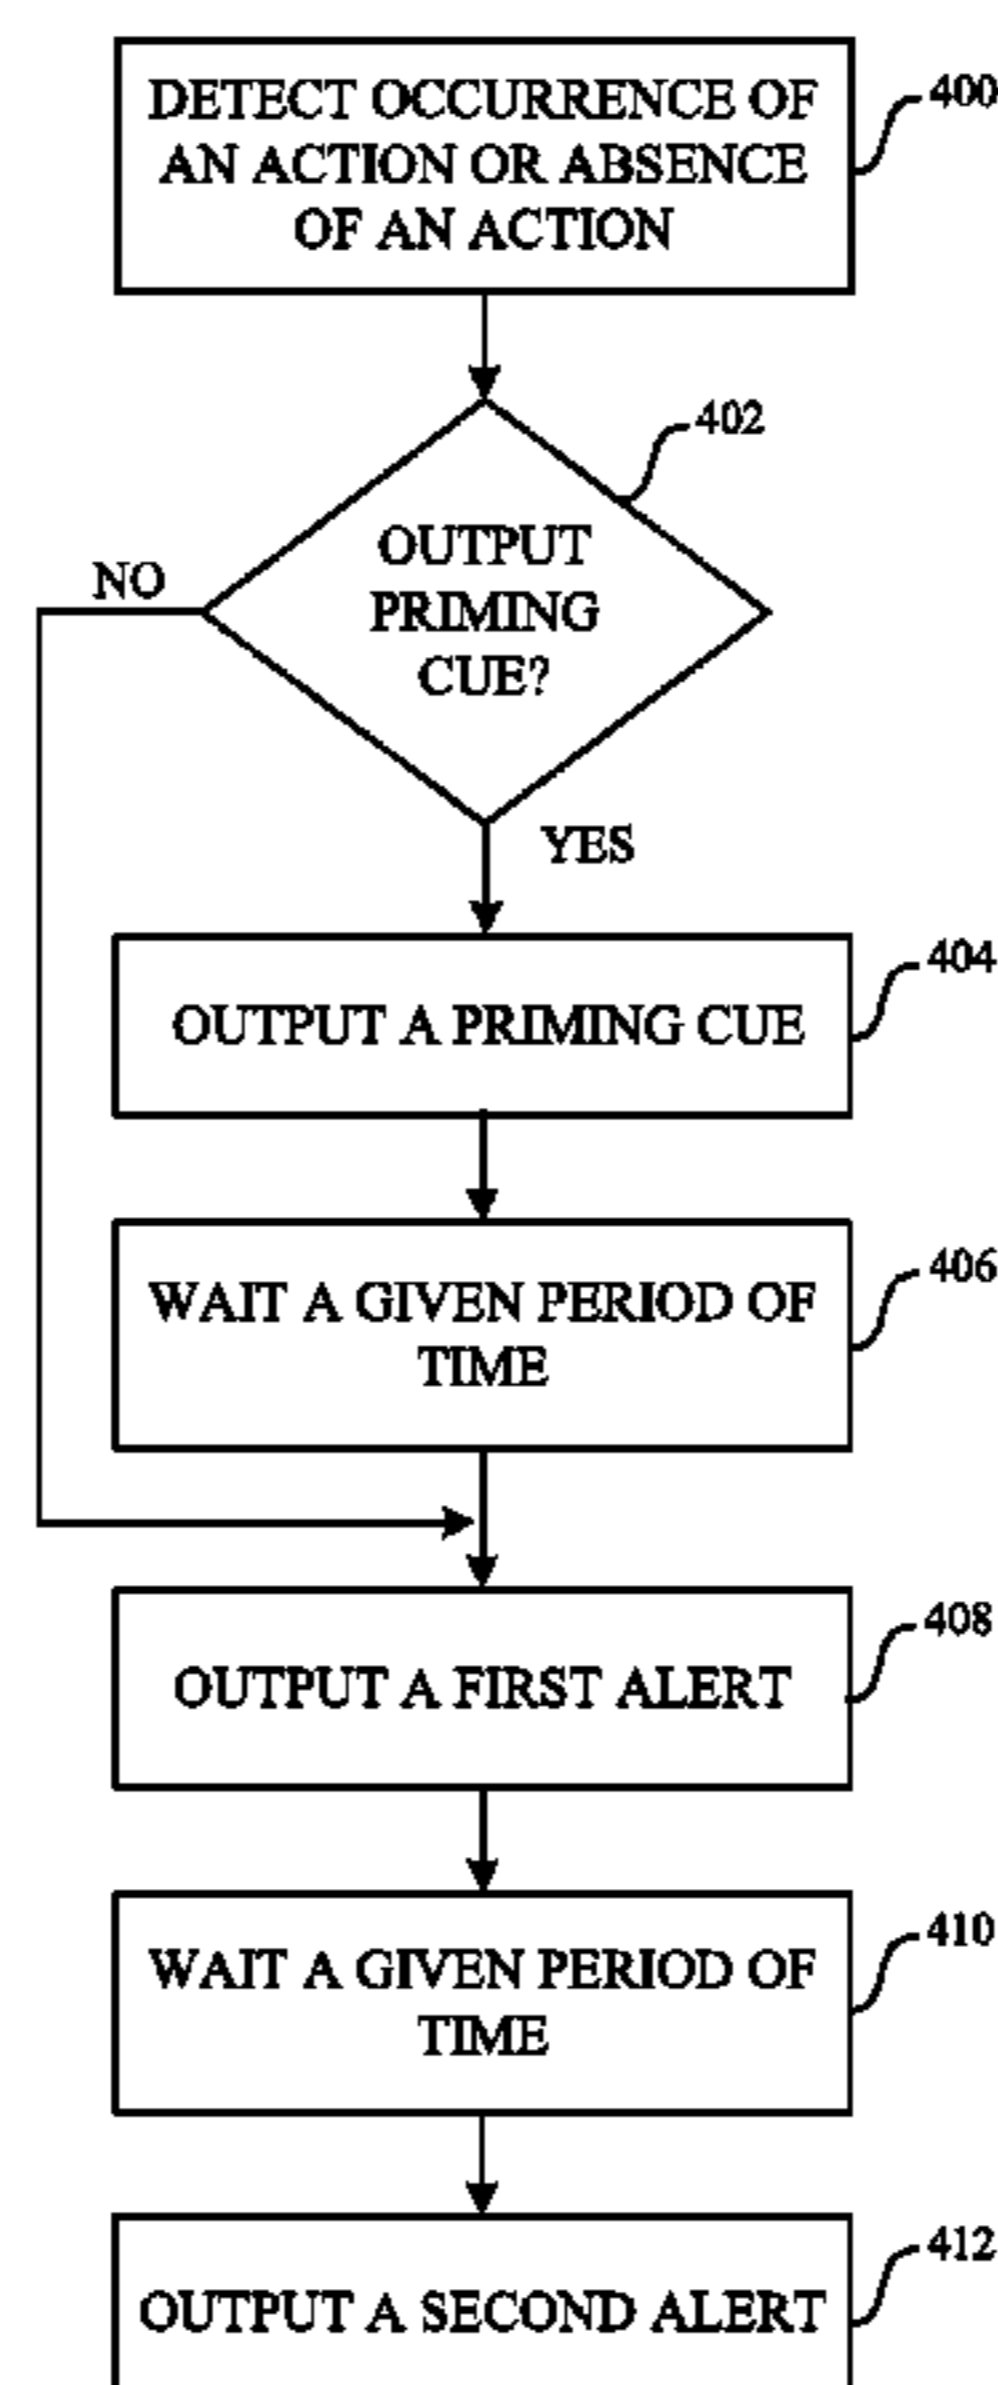 DETECT OCCURRENCE OF
AN ACTION OR ABSENCE
OF AN ACTION
400
402
OUTPUT
PRIMING
CUE?
NO
YES
404
OUTPUT A PRIMING CUE
406
WAIT A GIVEN PERIOD OF
TIME
408
OUTPUT A FIRST ALERT
410
WAIT A GIVEN PERIOD OF
TIME
412
OUTPUT A SECOND ALERT